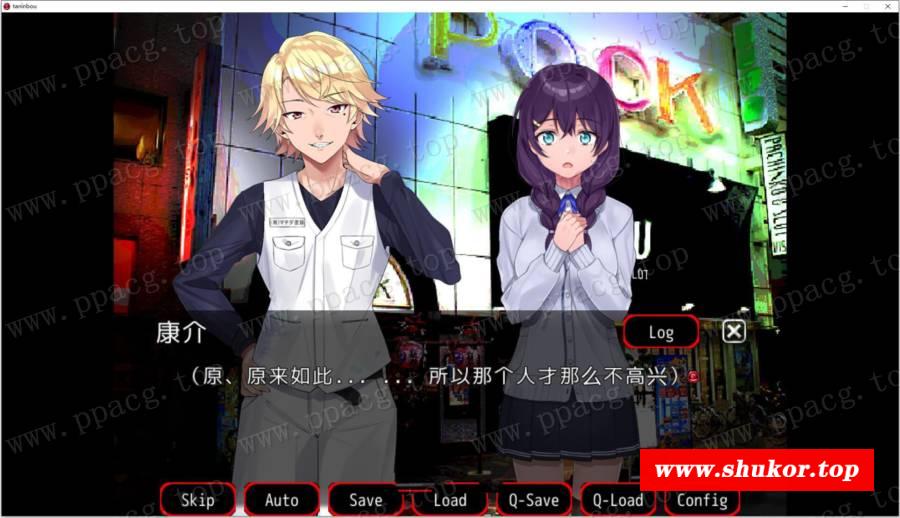 taninbou
www.ppacg.top
POCK
PACHINKO & SLOT
康介
Log
(原、原来如此... ... 所以那个人才那么不高兴)
www.shukor.top
Skip
Auto
Save
Load
Q-Save
Q-Load
Config